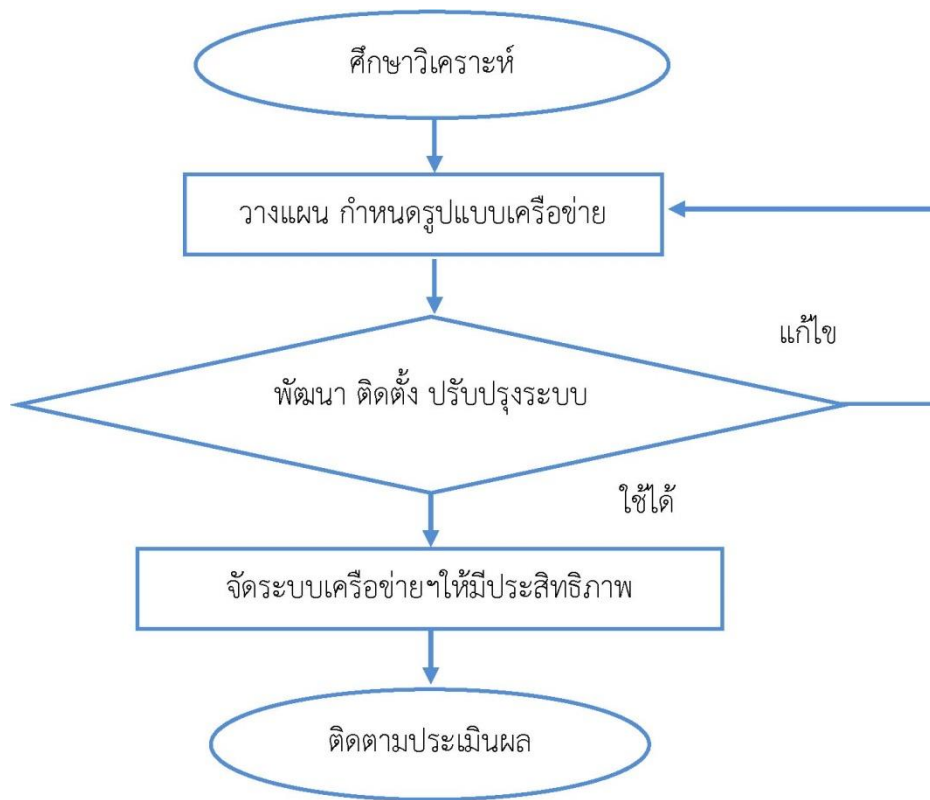 ศึกษาวิเคราะห์
วางแผน กำหนดรูปแบบเครือข่าย
แก้ไข
พัฒนา ติดตั้ง ปรับปรุงระบบ
ใช้ได้
จัดระบบเครือข่ายฯให้มีประสิทธิภาพ
ติดตามประเมินผล